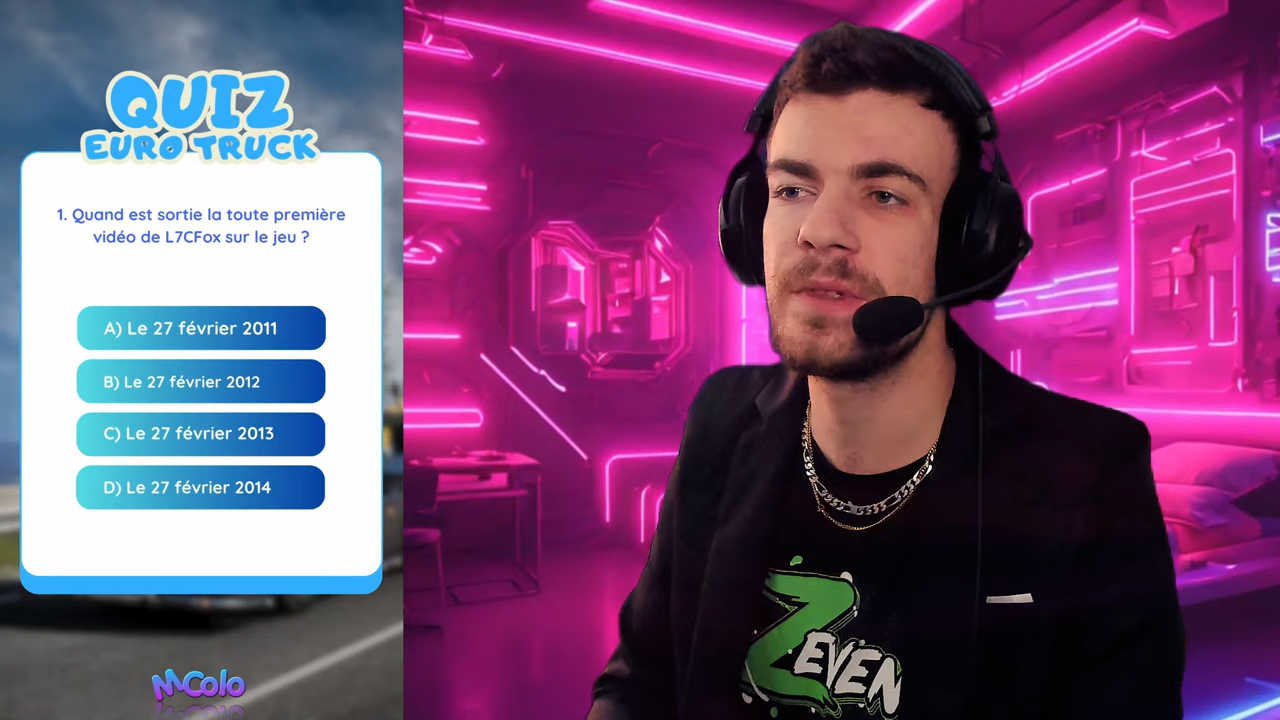 QUIZ
EURO TRUCK
1. Quand est sortie la toute première
vidéo de L7CFox sur le jeu ?
A) Le 27 février 2011
B) Le 27 février 2012
C) Le 27 février 2013
D) Le 27 février 2014
MColo
ZEVEN